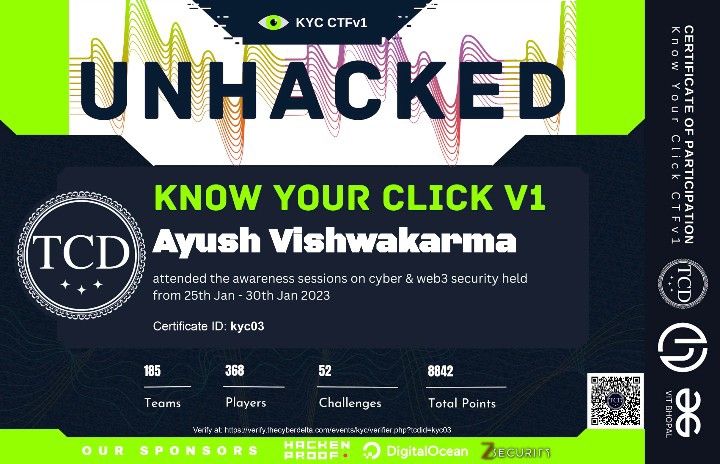 KYC CTFv1
UNHACKED
KNOW YOUR CLICK V1
Ayush Vishwakarma
TCD
attended the awareness sessions on cyber & web3 security held
from 25th Jan - 30th Jan 2023
Certificate ID: kyc03
185
368
52
8842
Teams
Players
Challenges
Total Points
Verify at: https://verify.thecyberdelta.com/events/kyc/verifier.php?tcdid=kyc03
OUR SPONSORS
HACKEN
PROOF
DigitalOcean
7SECURITY
CERTIFICATE OF PARTICIPATION
Know Your Click CTFv1
TCD
VIT BHOPAL
TCD